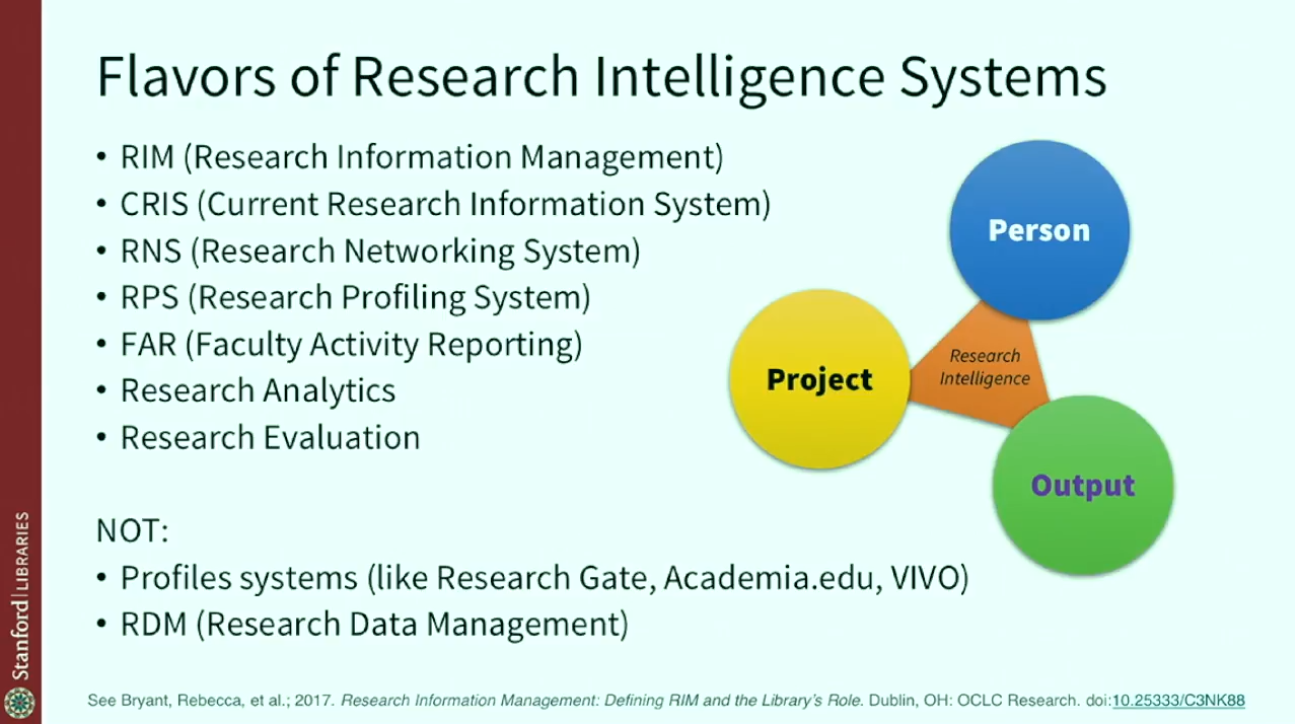 Flavors of Research Intelligence Systems
• RIM (Research Information Management)
• CRIS (Current Research Information System)
• RNS (Research Networking System)
• RPS (Research Profiling System)
• FAR (Faculty Activity Reporting)
• Research Analytics
• Research Evaluation
NOT:
• Profiles systems (like Research Gate, Academia.edu, VIVO)
• RDM (Research Data Management)
Person
Project
Research
Intelligence
Output
See Bryant, Rebecca, et al.; 2017. Research Information Management: Defining RIM and the Library's Role. Dublin, OH: OCLC Research. doi:10.25333/C3NK88
Stanford | LIBRARIES